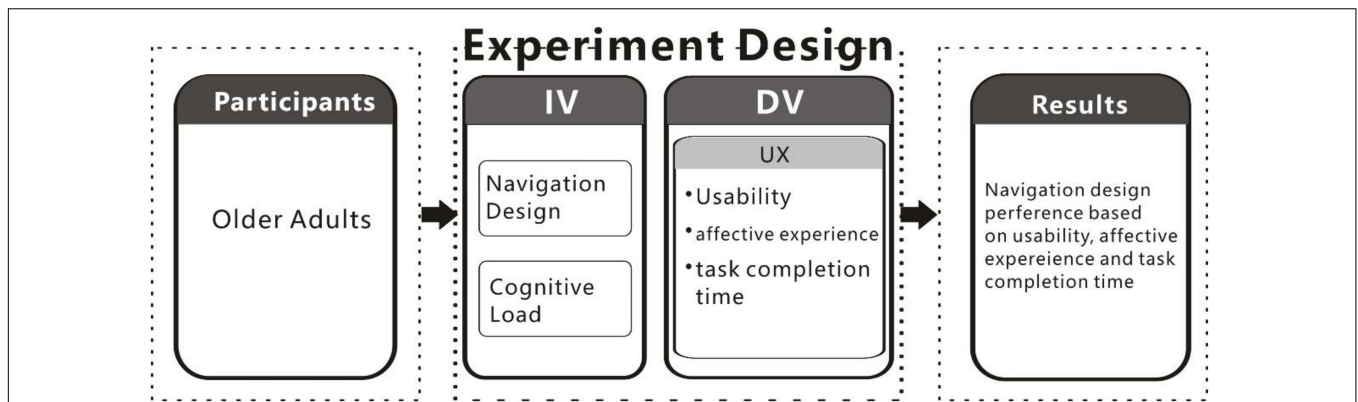 Experiment Design
Participants
Older Adults
IV
Navigation
Design
Cognitive
Load
DV
UX
•Usability
•affective experience
•task completion
time
Results
Navigation design
perference based
on usability, affective
expereience and task
completion time